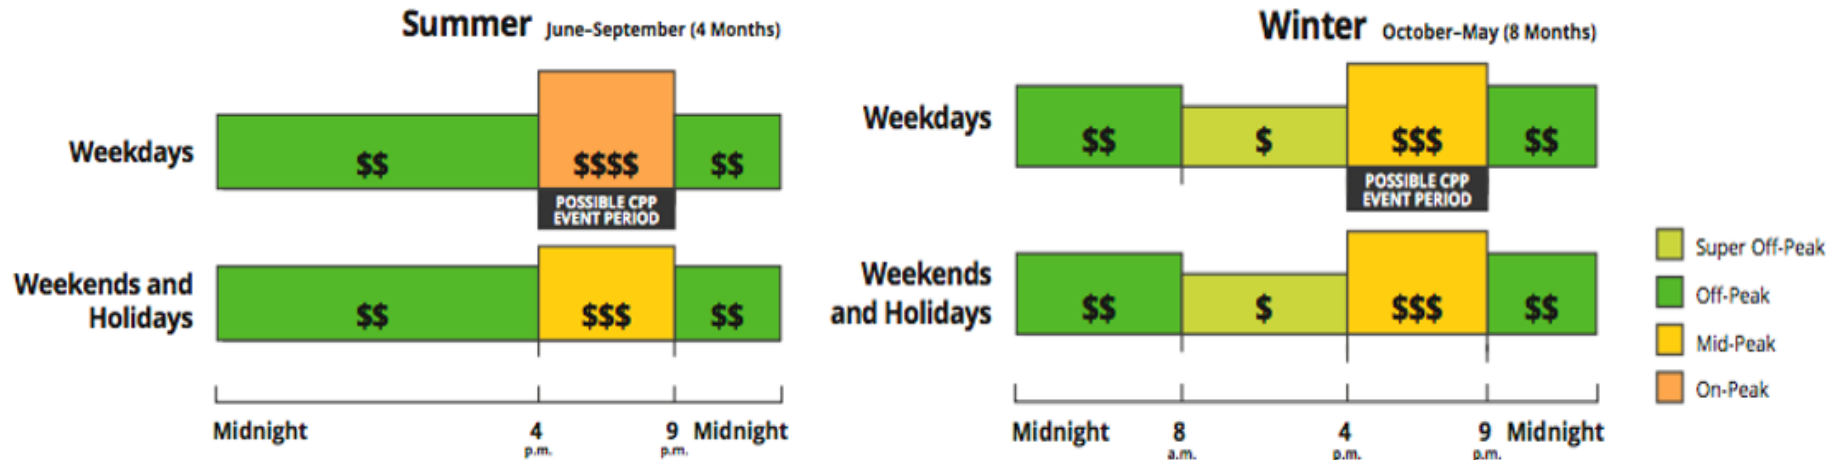 Summer June–September (4 Months)
Weekdays
$$
$$$$
$$
POSSIBLE CPP
EVENT PERIOD
Weekends and
Holidays
$$
$$$
$$
Midnight
4
p.m.
9
p.m.
Midnight
Winter October–May (8 Months)
Weekdays
$$
$
$$$
$$
POSSIBLE CPP
EVENT PERIOD
Weekends
and Holidays
$$
$
$$$
$$
Midnight
8
a.m.
4
p.m.
9
p.m.
Midnight
Super Off-Peak
Off-Peak
Mid-Peak
On-Peak